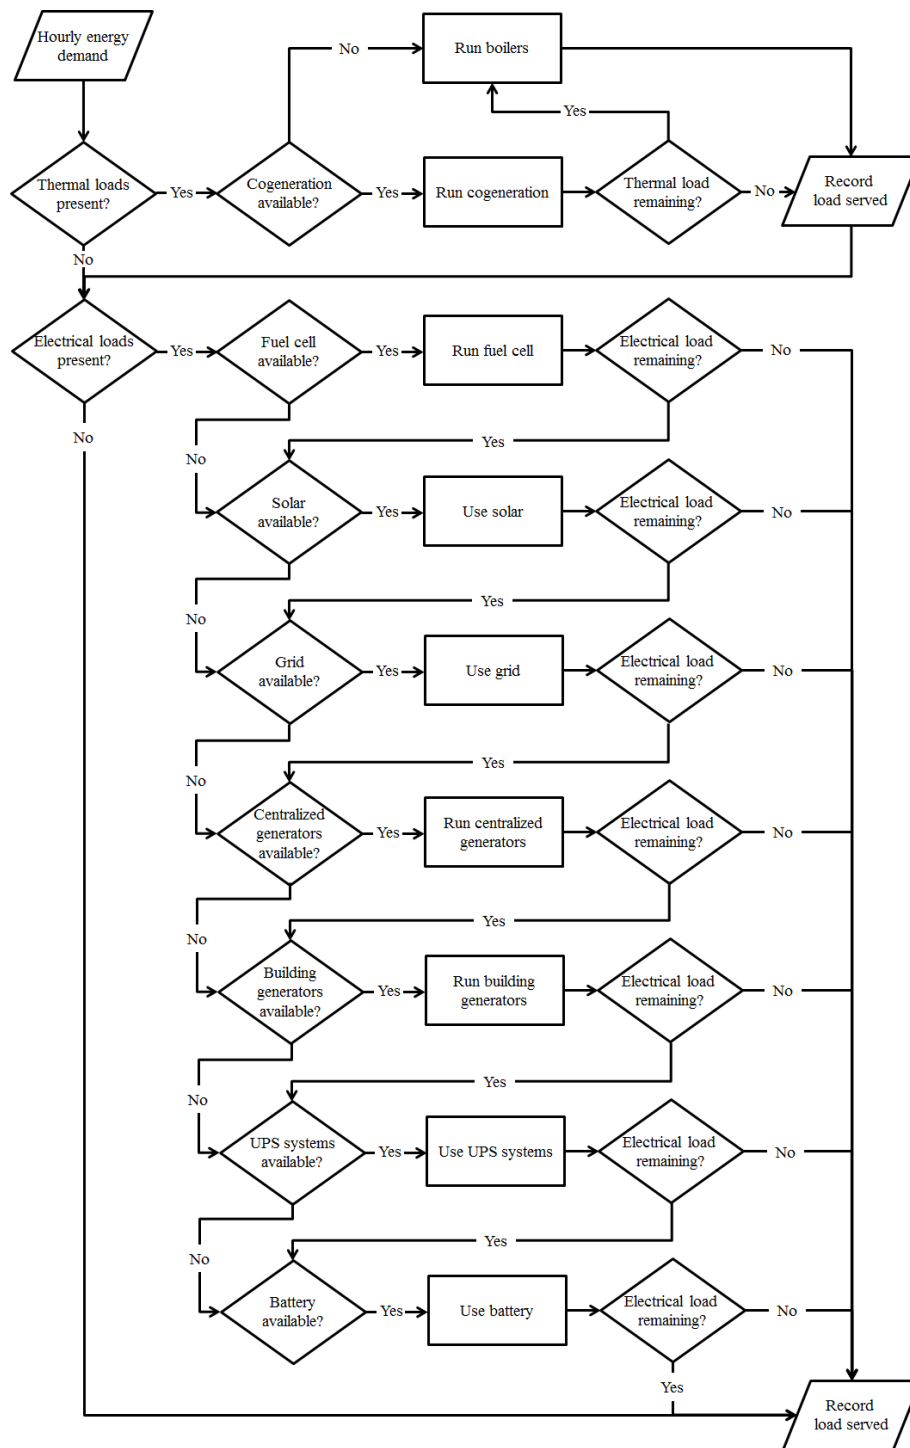 Hourly energy
demand
No
Run boilers
Yes
Thermal loads
present?
Yes
Cogeneration
available?
Yes
Run cogeneration
Thermal load
remaining?
No
Record
load served
No
Electrical loads
present?
Yes
Fuel cell
available?
Yes
Run fuel cell
Electrical load
remaining?
No
No
Yes
No
Solar
available?
Yes
Use solar
Electrical load
remaining?
No
Yes
No
Grid
available?
Yes
Use grid
Electrical load
remaining?
No
Yes
No
Centralized
generators
available?
Yes
Run centralized
generators
Electrical load
remaining?
No
Yes
No
Building
generators
available?
Yes
Run building
generators
Electrical load
remaining?
No
Yes
No
UPS systems
available?
Yes
Use UPS systems
Electrical load
remaining?
No
Yes
No
Battery
available?
Yes
Use battery
Electrical load
remaining?
No
Yes
Record
load served